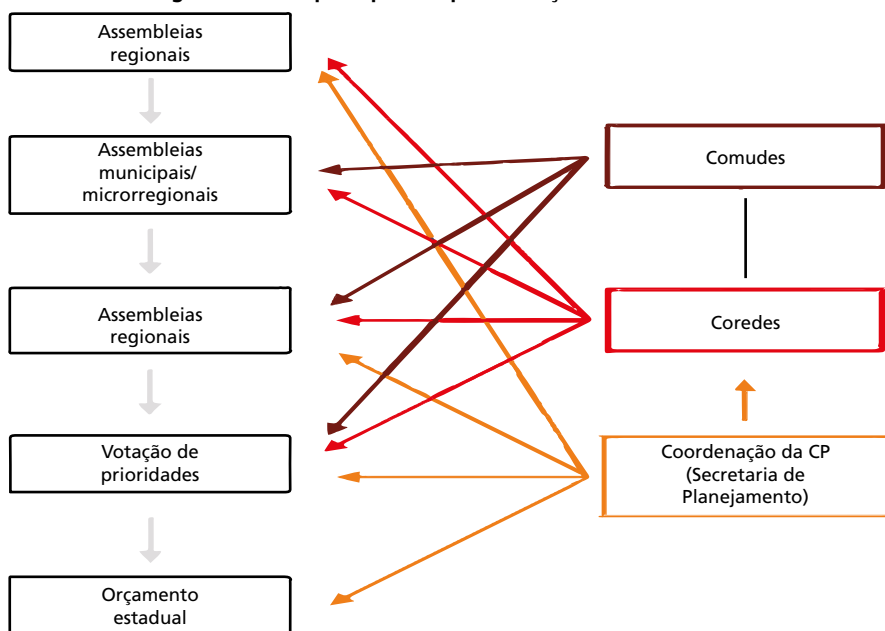 Assembleias
regionais
Assembleias
municipais/
microrregionais
Comudes
Assembleias
regionais
Coredes
Votação de
prioridades
Coordenação da CP
(Secretaria de
Planejamento)
Orçamento
estadual